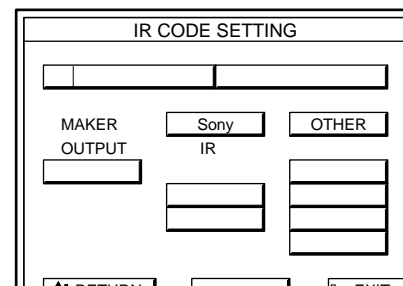 IR CODE SETTING
MAKER Sony OTHER
OUTPUT IR
RETURN EXIT